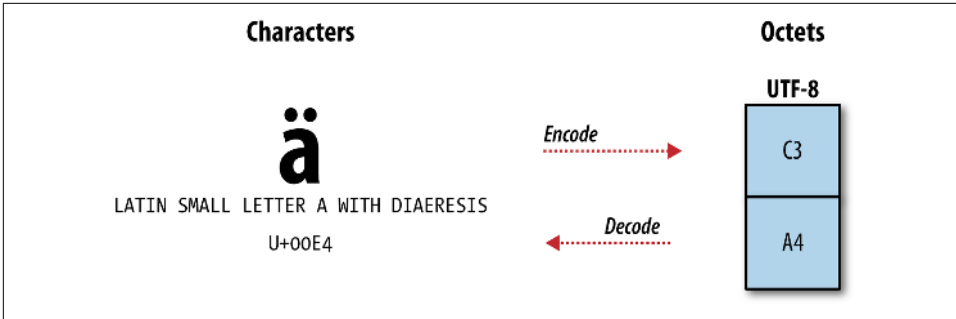 Characters
Octets
UTF-8
ä
Encode
C3
LATIN SMALL LETTER A WITH DIAERESIS
Decode
U+00E4
A4